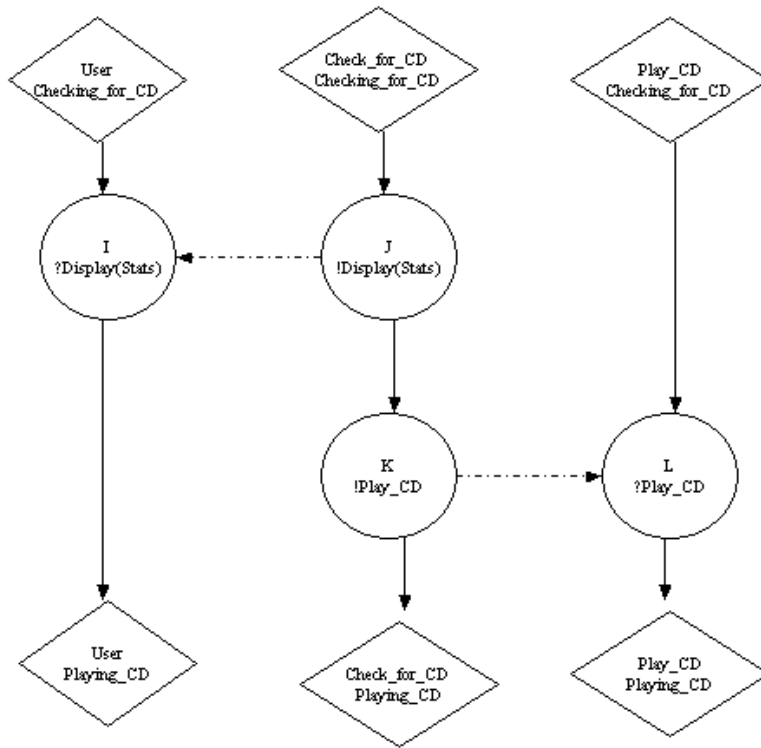 User
Checking_for_CD
Check_for_CD
Checking_for_CD
Play_CD
Checking_for_CD
I
?Display(Stats)
J
!Display(Stats)
K
!Play_CD
L
?Play_CD
User
Playing_CD
Check_for_CD
Playing_CD
Play_CD
Playing_CD